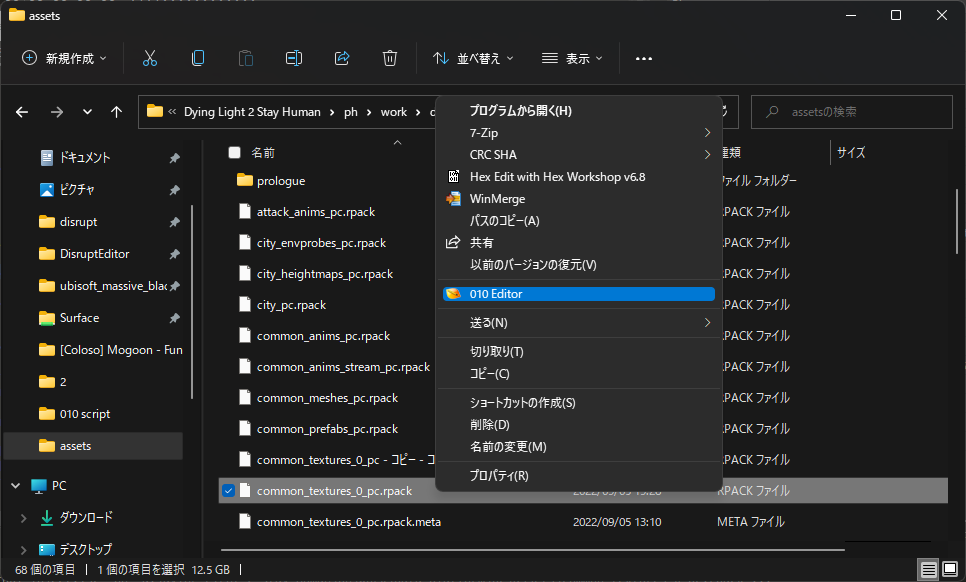 assets
新規作成
並べ替え
表示
Dying Light 2 Stay Human
ph
work
assetsの検索
ドキュメント
ピクチャ
disrupt
DisruptEditor
ubisoft_massive_blac
Surface
[Coloso] Mogoon - Fun
2
010 script
assets
PC
ダウンロード
デスクトップ
名前
サイズ
prologue
attack_anims_pc.rpack
city_envprobes_pc.rpack
city_heightmaps_pc.rpack
city_pc.rpack
common_anims_pc.rpack
common_anims_stream_pc.rpack
common_meshes_pc.rpack
common_prefabs_pc.rpack
common_textures_0_pc - コピー - コ
common_textures_0_pc.rpack
common_textures_0_pc.rpack.meta
2022/09/05 13:10
META ファイル
プログラムから開く(H)
7-Zip
CRC SHA
Hex Edit with Hex Workshop v6.8
WinMerge
パスのコピー(A)
共有
以前のバージョンの復元(V)
010 Editor
送る(N)
切り取り(T)
コピー(C)
ショートカットの作成(S)
削除(D)
名前の変更(M)
プロパティ(R)
ファイル フォルダー
RPACK ファイル
RPACK ファイル
RPACK ファイル
RPACK ファイル
RPACK ファイル
RPACK ファイル
RPACK ファイル
RPACK ファイル
RPACK ファイル
RPACK ファイル
68 個の項目
1 個の項目を選択 12.5 GB